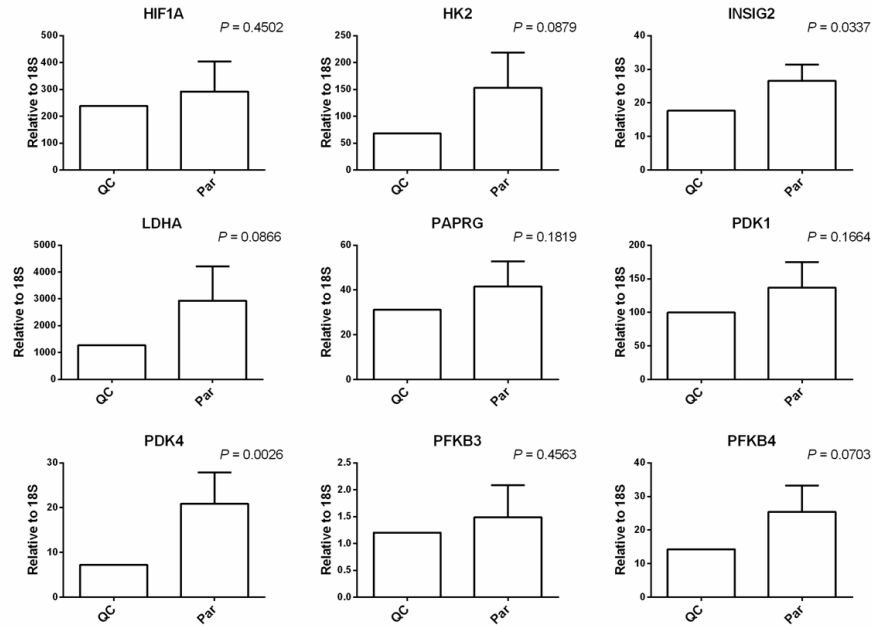 HIF1A
P = 0.4502
Relative to 18S
500
400
300
200
100
0
QC
Par
HK2
P = 0.0879
Relative to 18S
250
200
150
100
50
0
QC
Par
INSIG2
P = 0.0337
Relative to 18S
40
30
20
10
0
QC
Par
LDHA
P = 0.0866
Relative to 18S
5000
4000
3000
2000
1000
0
QC
Par
PAPRG
P = 0.1819
Relative to 18S
60
40
20
0
QC
Par
PDK1
P = 0.1664
Relative to 18S
200
150
100
50
0
QC
Par
PDK4
P = 0.0026
Relative to 18S
30
20
10
0
QC
Par
PFKB3
P = 0.4563
Relative to 18S
2.5
2.0
1.5
1.0
0.5
0.0
QC
Par
PFKB4
P = 0.0703
Relative to 18S
40
30
20
10
0
QC
Par